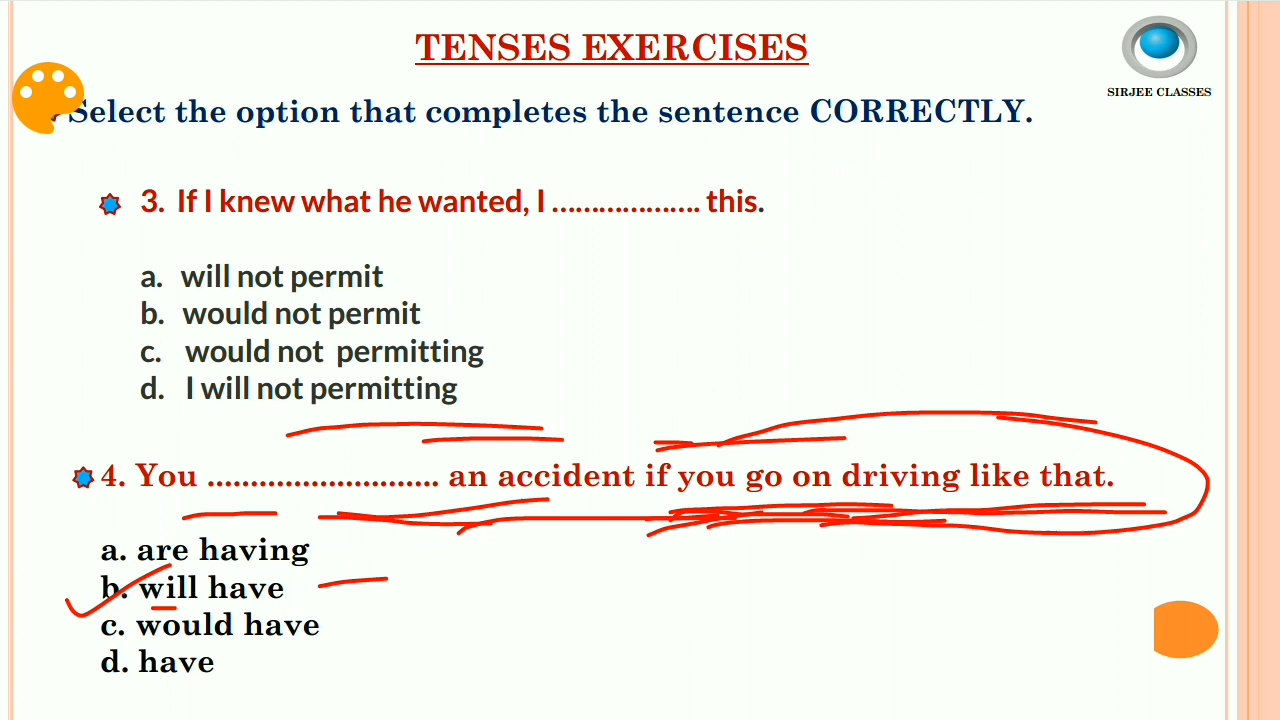 TENSES EXERCISES
SIRJEE CLASSES
Select the option that completes the sentence CORRECTLY.
3. If I knew what he wanted, I ………………. this.
a. will not permit
b. would not permit
c. would not permitting
d. I will not permitting
4. You .......................... an accident if you go on driving like that.
a. are having
b. will have
c. would have
d. have